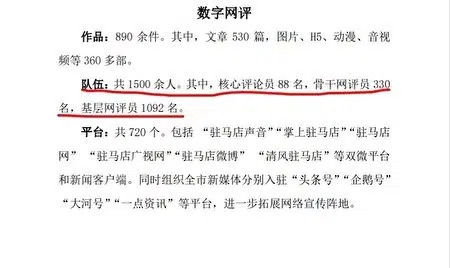 数字网评
作品：890 余件。其中，文章 530 篇，图片、H5、动漫、音视
频等 360 多部。
队伍：共 1500 余人。其中，核心评论员 88 名，骨干网评员 330
名，基层网评员 1092 名。
平台：共 720 个。包括 “驻马店声音”“掌上驻马店”“驻马店
网” “驻马店广视网”“驻马店微博” “清风驻马店”等双微平台
和新闻客户端。同时组织全市新媒体分别入驻“头条号”“企鹅号”
“大河号”“一点资讯”等平台，进一步拓展网络宣传阵地。